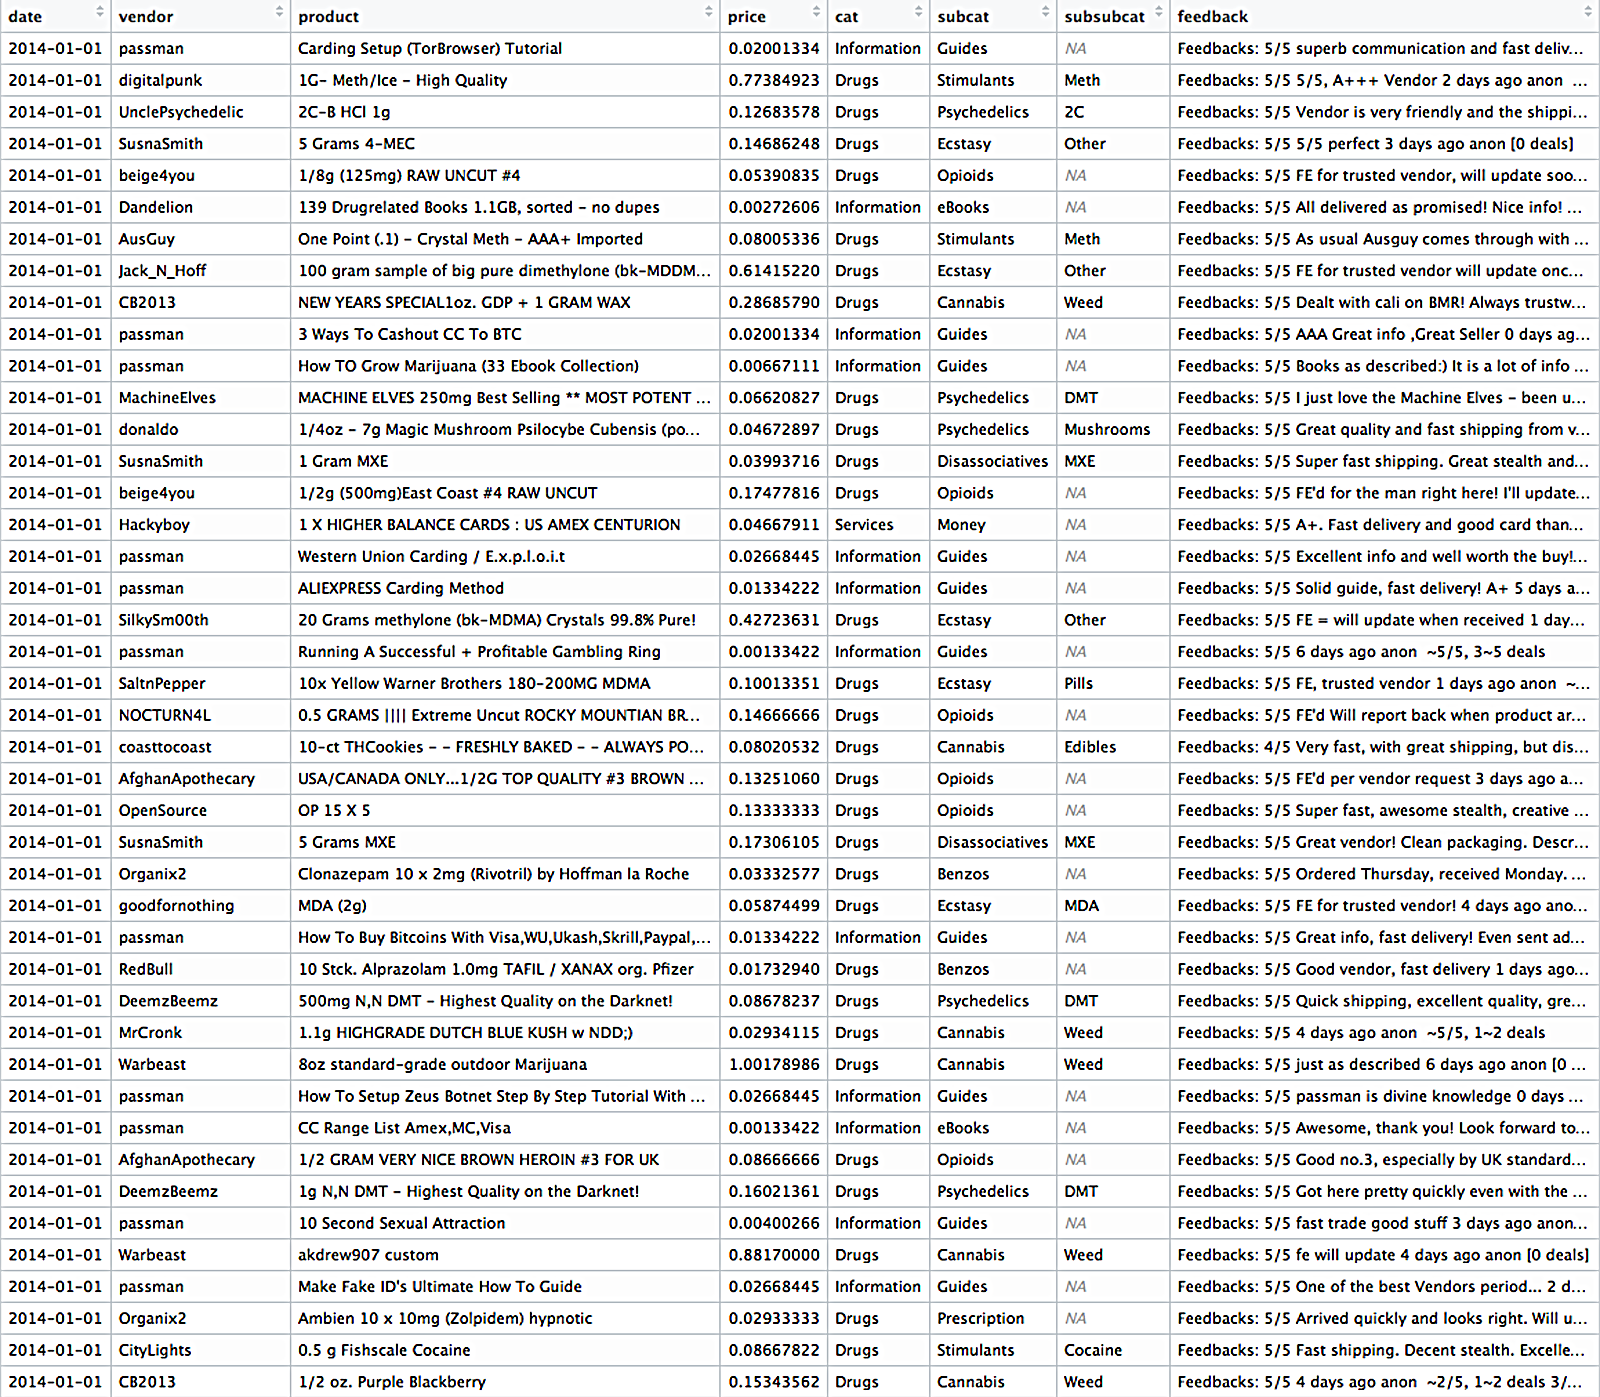 date vendor product price cat subcat subsubcat feedback
2014-01-01 passman Carding Setup (TorBrowser) Tutorial 0.02001334 Information Guides NA Feedbacks: 5/5 superb communication and fast deliv...
2014-01-01 digitalpunk 1G- Meth/Ice - High Quality 0.77384923 Drugs Stimulants Meth Feedbacks: 5/5 5/5, A+++ Vendor 2 days ago anon ...
2014-01-01 UnclePsychedelic 2C-B HCl 1g 0.12683578 Drugs Psychedelics 2C Feedbacks: 5/5 Vendor is very friendly and the shippi...
2014-01-01 SusnaSmith 5 Grams 4-MEC 0.14686248 Drugs Ecstasy Other Feedbacks: 5/5 5/5 perfect 3 days ago anon [0 deals]
2014-01-01 beige4you 1/8g (125mg) RAW UNCUT #4 0.05390835 Drugs Opioids NA Feedbacks: 5/5 FE for trusted vendor, will update soo...
2014-01-01 Dandelion 139 Drugrelated Books 1.1GB, sorted - no dupes 0.00272606 Information eBooks NA Feedbacks: 5/5 All delivered as promised! Nice info! ...
2014-01-01 AusGuy One Point (.1) - Crystal Meth - AAA+ Imported 0.08005336 Drugs Stimulants Meth Feedbacks: 5/5 As usual Ausguy comes through with ...
2014-01-01 Jack_N_Hoff 100 gram sample of big pure dimethylone (bk-MDDM... 0.61415220 Drugs Ecstasy Other Feedbacks: 5/5 FE for trusted vendor will update onc...
2014-01-01 CB2013 NEW YEARS SPECIAL1oz. GDP + 1 GRAM WAX 0.28685790 Drugs Cannabis Weed Feedbacks: 5/5 Dealt with cali on BMR! Always trustw...
2014-01-01 passman 3 Ways To Cashout CC To BTC 0.02001334 Information Guides NA Feedbacks: 5/5 AAA Great info ,Great Seller 0 days ag...
2014-01-01 passman How TO Grow Marijuana (33 Ebook Collection) 0.00667111 Information Guides NA Feedbacks: 5/5 Books as described:) It is a lot of info ...
2014-01-01 MachineElves MACHINE ELVES 250mg Best Selling ** MOST POTENT ... 0.06620827 Drugs Psychedelics DMT Feedbacks: 5/5 I just love the Machine Elves - been u...
2014-01-01 donaldo 1/4oz - 7g Magic Mushroom Psilocybe Cubensis (po... 0.04672897 Drugs Psychedelics Mushrooms Feedbacks: 5/5 Great quality and fast shipping from v...
2014-01-01 SusnaSmith 1 Gram MXE 0.03993716 Drugs Disassociatives MXE Feedbacks: 5/5 Super fast shipping. Great stealth and...
2014-01-01 beige4you 1/2g (500mg)East Coast #4 RAW UNCUT 0.17477816 Drugs Opioids NA Feedbacks: 5/5 FE'd for the man right here! I'll update...
2014-01-01 Hackyboy 1 X HIGHER BALANCE CARDS : US AMEX CENTURION 0.04667911 Services Money NA Feedbacks: 5/5 A+. Fast delivery and good card than...
2014-01-01 passman Western Union Carding / E.x.p.l.o.i.t 0.02668445 Information Guides NA Feedbacks: 5/5 Excellent info and well worth the buy!...
2014-01-01 passman ALIEXPRESS Carding Method 0.01334222 Information Guides NA Feedbacks: 5/5 Solid guide, fast delivery! A+ 5 days a...
2014-01-01 SilkySm00th 20 Grams methylone (bk-MDMA) Crystals 99.8% Pure! 0.42723631 Drugs Ecstasy Other Feedbacks: 5/5 FE = will update when received 1 day...
2014-01-01 passman Running A Successful + Profitable Gambling Ring 0.00133422 Information Guides NA Feedbacks: 5/5 6 days ago anon ~5/5, 3~5 deals
2014-01-01 SaltnPepper 10x Yellow Warner Brothers 180-200MG MDMA 0.10013351 Drugs Ecstasy Pills Feedbacks: 5/5 FE, trusted vendor 1 days ago anon ~...
2014-01-01 NOCTURN4L 0.5 GRAMS |||| Extreme Uncut ROCKY MOUNTIAN BR... 0.14666666 Drugs Opioids NA Feedbacks: 5/5 FE'd Will report back when product ar...
2014-01-01 coasttocoast 10-ct THCookies - - FRESHLY BAKED - - ALWAYS PO... 0.08020532 Drugs Cannabis Edibles Feedbacks: 4/5 Very fast, with great shipping, but dis...
2014-01-01 AfghanApothecary USA/CANADA ONLY...1/2G TOP QUALITY #3 BROWN ... 0.13251060 Drugs Opioids NA Feedbacks: 5/5 FE'd per vendor request 3 days ago a...
2014-01-01 OpenSource OP 15 X 5 0.13333333 Drugs Opioids NA Feedbacks: 5/5 Super fast, awesome stealth, creative ...
2014-01-01 SusnaSmith 5 Grams MXE 0.17306105 Drugs Disassociatives MXE Feedbacks: 5/5 Great vendor! Clean packaging. Descr...
2014-01-01 Organix2 Clonazepam 10 x 2mg (Rivotril) by Hoffman la Roche 0.03332577 Drugs Benzos NA Feedbacks: 5/5 Ordered Thursday, received Monday. ...
2014-01-01 goodfornothing MDA (2g) 0.05874499 Drugs Ecstasy MDA Feedbacks: 5/5 FE for trusted vendor! 4 days ago ano...
2014-01-01 passman How To Buy Bitcoins With Visa,WU,Ukash,Skrill,Paypal,... 0.01334222 Information Guides NA Feedbacks: 5/5 Great info, fast delivery! Even sent ad...
2014-01-01 RedBull 10 Stck. Alprazolam 1.0mg TAFIL / XANAX org. Pfizer 0.01732940 Drugs Benzos NA Feedbacks: 5/5 Good vendor, fast delivery 1 days ago...
2014-01-01 DeemzBeemz 500mg N,N DMT - Highest Quality on the Darknet! 0.08678237 Drugs Psychedelics DMT Feedbacks: 5/5 Quick shipping, excellent quality, gre...
2014-01-01 MrCronk 1.1g HIGHGRADE DUTCH BLUE KUSH w NDD;) 0.02934115 Drugs Cannabis Weed Feedbacks: 5/5 4 days ago anon ~5/5, 1~2 deals
2014-01-01 Warbeast 8oz standard-grade outdoor Marijuana 1.00178986 Drugs Cannabis Weed Feedbacks: 5/5 just as described 6 days ago anon [0 ...
2014-01-01 passman How To Setup Zeus Botnet Step By Step Tutorial With ... 0.02668445 Information Guides NA Feedbacks: 5/5 passman is divine knowledge 0 days ...
2014-01-01 passman CC Range List Amex,MC,Visa 0.00133422 Information eBooks NA Feedbacks: 5/5 Awesome, thank you! Look forward to...
2014-01-01 AfghanApothecary 1/2 GRAM VERY NICE BROWN HEROIN #3 FOR UK 0.08666666 Drugs Opioids NA Feedbacks: 5/5 Good no.3, especially by UK standard...
2014-01-01 DeemzBeemz 1g N,N DMT - Highest Quality on the Darknet! 0.16021361 Drugs Psychedelics DMT Feedbacks: 5/5 Got here pretty quickly even with the ...
2014-01-01 passman 10 Second Sexual Attraction 0.00400266 Information Guides NA Feedbacks: 5/5 fast trade good stuff 3 days ago anon...
2014-01-01 Warbeast akdrew907 custom 0.88170000 Drugs Cannabis Weed Feedbacks: 5/5 fe will update 4 days ago anon [0 deals]
2014-01-01 passman Make Fake ID's Ultimate How To Guide 0.02668445 Information Guides NA Feedbacks: 5/5 One of the best Vendors period... 2 d...
2014-01-01 Organix2 Ambien 10 x 10mg (Zolpidem) hypnotic 0.02933333 Drugs Prescription NA Feedbacks: 5/5 Arrived quickly and looks right. Will u...
2014-01-01 CityLights 0.5 g Fishscale Cocaine 0.08667822 Drugs Stimulants Cocaine Feedbacks: 5/5 Fast shipping. Decent stealth. Excelle...
2014-01-01 CB2013 1/2 oz. Purple Blackberry 0.15343562 Drugs Cannabis Weed Feedbacks: 5/5 4 days ago anon ~2/5, 1~2 deals 3/...